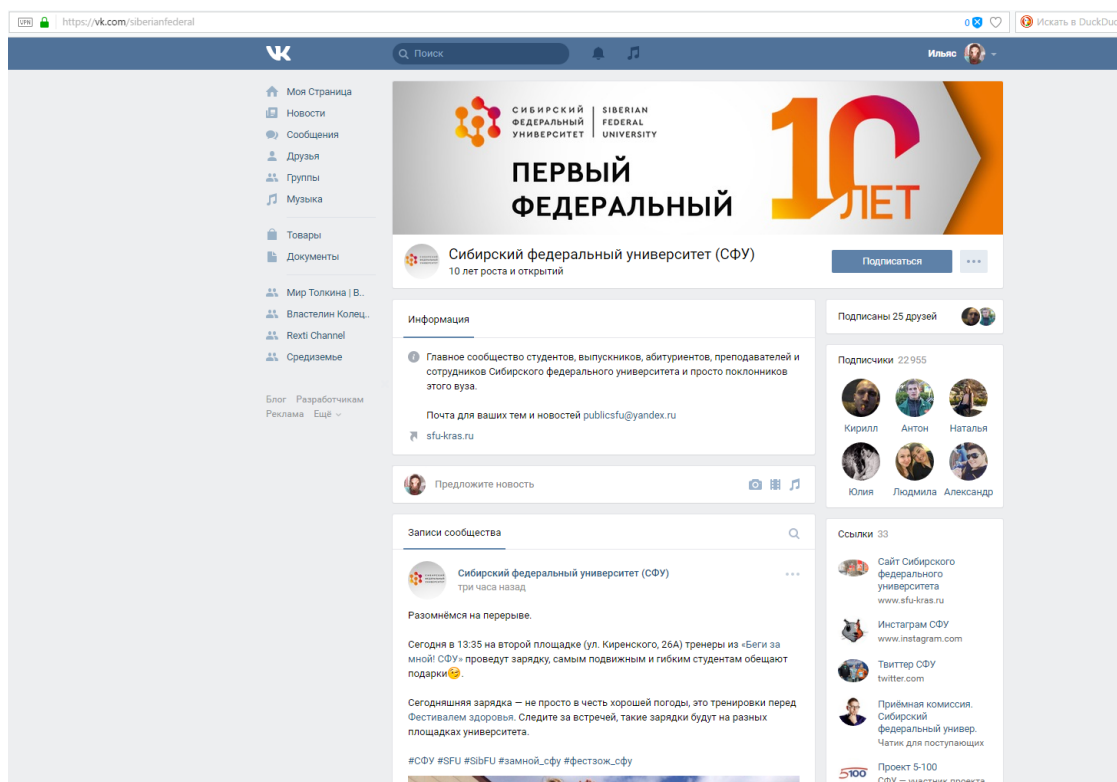 VPN
https://vk.com/siberianfederal
0
Искать в DuckDuc
Поиск
Ильяс
Моя Страница
Новости
Сообщения
Друзья
Группы
Музыка
Товары
Документы
Мир Толкина | В..
Властелин Колец..
Rexti Channel
Средиземье
Блог Разработчикам
Реклама Ещё
СИБИРСКИЙ
ФЕДЕРАЛЬНЫЙ
УНИВЕРСИТЕТ
SIBERIAN
FEDERAL
UNIVERSITY
ПЕРВЫЙ
ФЕДЕРАЛЬНЫЙ
10
ЛЕТ
Сибирский федеральный университет (СФУ)
10 лет роста и открытий
Подписаться
Информация
Главное сообщество студентов, выпускников, абитуриентов, преподавателей и
сотрудников Сибирского федерального университета и просто поклонников
этого вуза.
Почта для ваших тем и новостей publicsfu@yandex.ru
sfu-kras.ru
Предложите новость
Записи сообщества
Сибирский федеральный университет (СФУ)
три часа назад
Разомнёмся на перерыве.
Сегодня в 13:35 на второй площадке (ул. Киренского, 26А) тренеры из «Беги за
мной! СФУ» проведут зарядку, самым подвижным и гибким студентам обещают
подарки.
Сегодняшняя зарядка — не просто в честь хорошей погоды, это тренировки перед
Фестивалем здоровья. Следите за встречей, такие зарядки будут на разных
площадках университета.
#СФУ #SFU #SibFU #замной_сфу #фестзож_сфу
Подписаны 25 друзей
Подписчики 22 955
Кирилл Антон Наталья
Юлия Людмила Александр
Ссылки 33
Сайт Сибирского
федерального
университета
www.sfu-kras.ru
Инстаграм СФУ
www.instagram.com
Твиттер СФУ
twitter.com
Приёмная комиссия.
Сибирский
федеральный универ.
Чатик для поступающих
5100
Проект 5-100
СФУ — участник проекта